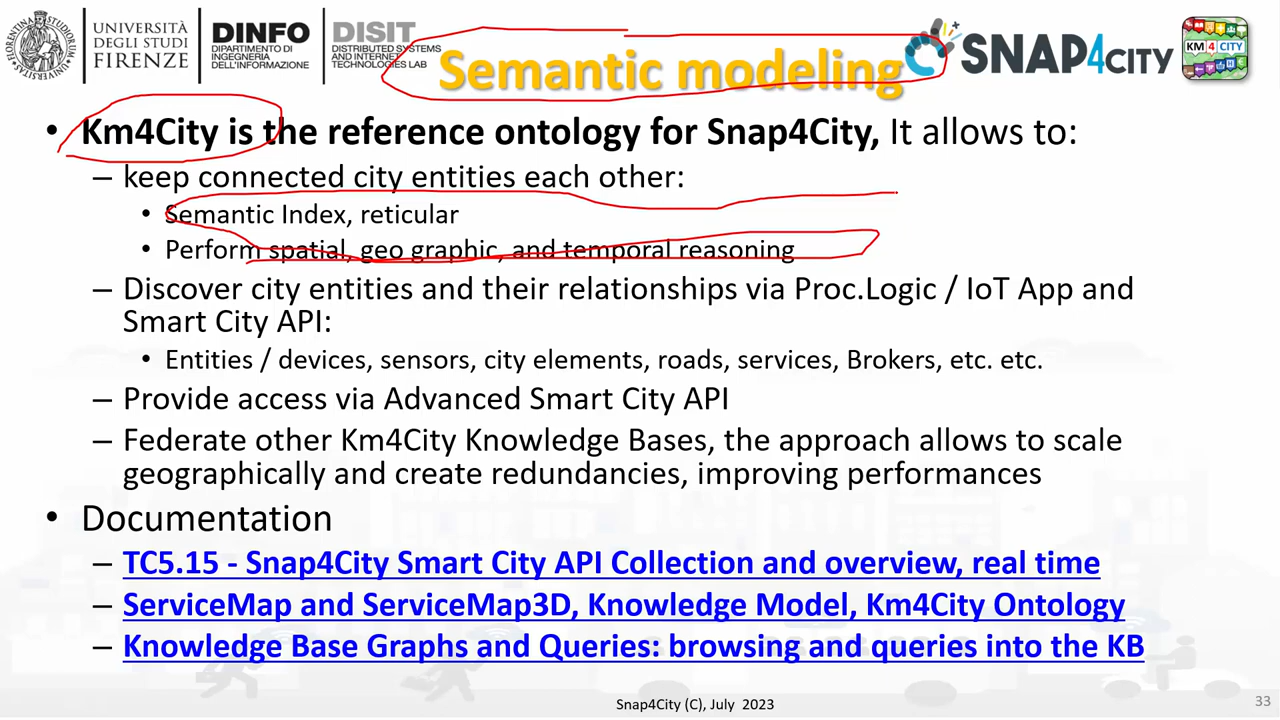 UNIVERSITÀ
DEGLI STUDI
FIRENZE
DINFO
DIPARTIMENTO DI
INGEGNERIA
DELL'INFORMAZIONE
DISIT
DISTRIBUTED SYSTEMS
AND INTERNET
TECHNOLOGIES LAB
Semantic modeling
SNAP4CITY
KM 4 CITY
• Km4City is the reference ontology for Snap4City, It allows to:
– keep connected city entities each other:
• Semantic Index, reticular
• Perform spatial, geo graphic, and temporal reasoning
– Discover city entities and their relationships via Proc.Logic / IoT App and
Smart City API:
• Entities / devices, sensors, city elements, roads, services, Brokers, etc. etc.
– Provide access via Advanced Smart City API
– Federate other Km4City Knowledge Bases, the approach allows to scale
geographically and create redundancies, improving performances
• Documentation
– TC5.15 - Snap4City Smart City API Collection and overview, real time
– ServiceMap and ServiceMap3D, Knowledge Model, Km4City Ontology
– Knowledge Base Graphs and Queries: browsing and queries into the KB
Snap4City (C), July 2023
33